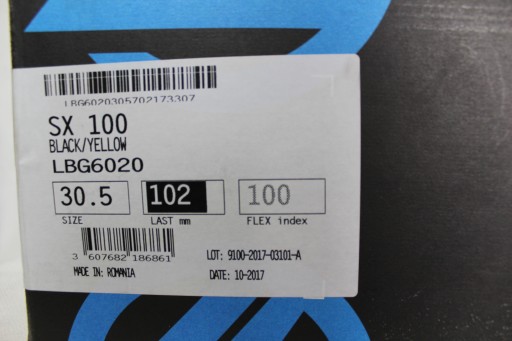 LBG6020305702173307
SX 100
BLACK/YELLOW
LBG6020
30.5 102 100
SIZE LAST mm FLEX index
3 607682 186861
LOT: 9100-2017-03101-A
MADE IN: ROMANIA DATE: 10-2017